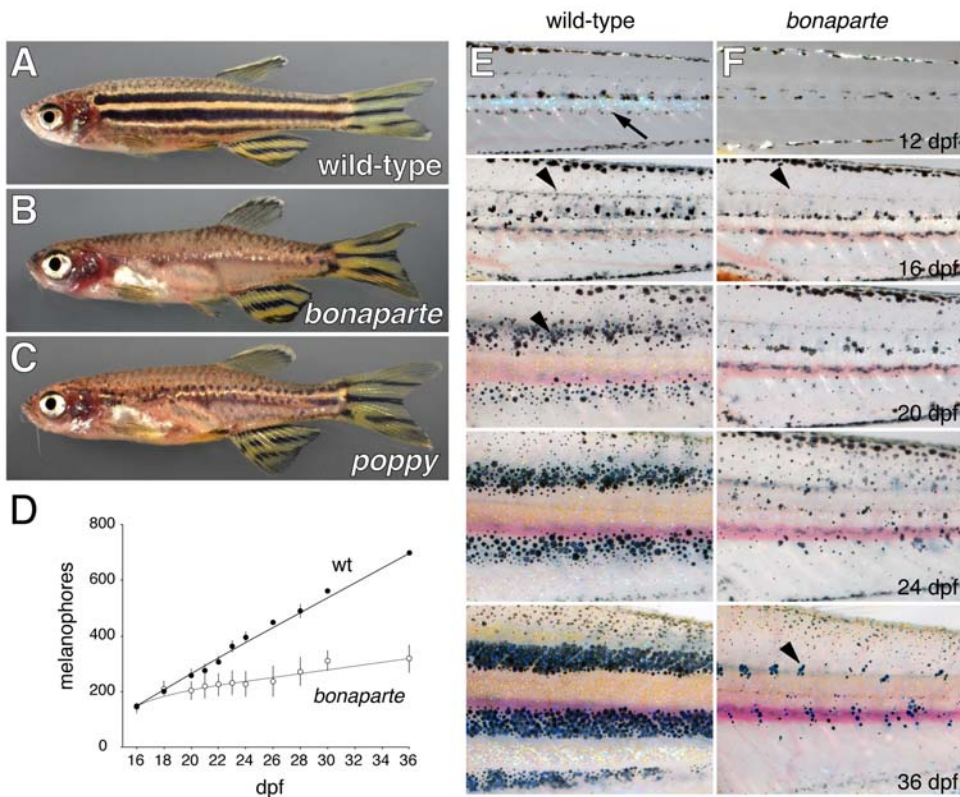 wild-type
bonaparte
A
wild-type
B
bonaparte
C
poppy
D
800
600
400
200
0
melanophores
wt
bonaparte
16 18 20 22 24 26 28 30 32 34 36
dpf
E
F
12 dpf
16 dpf
20 dpf
24 dpf
36 dpf